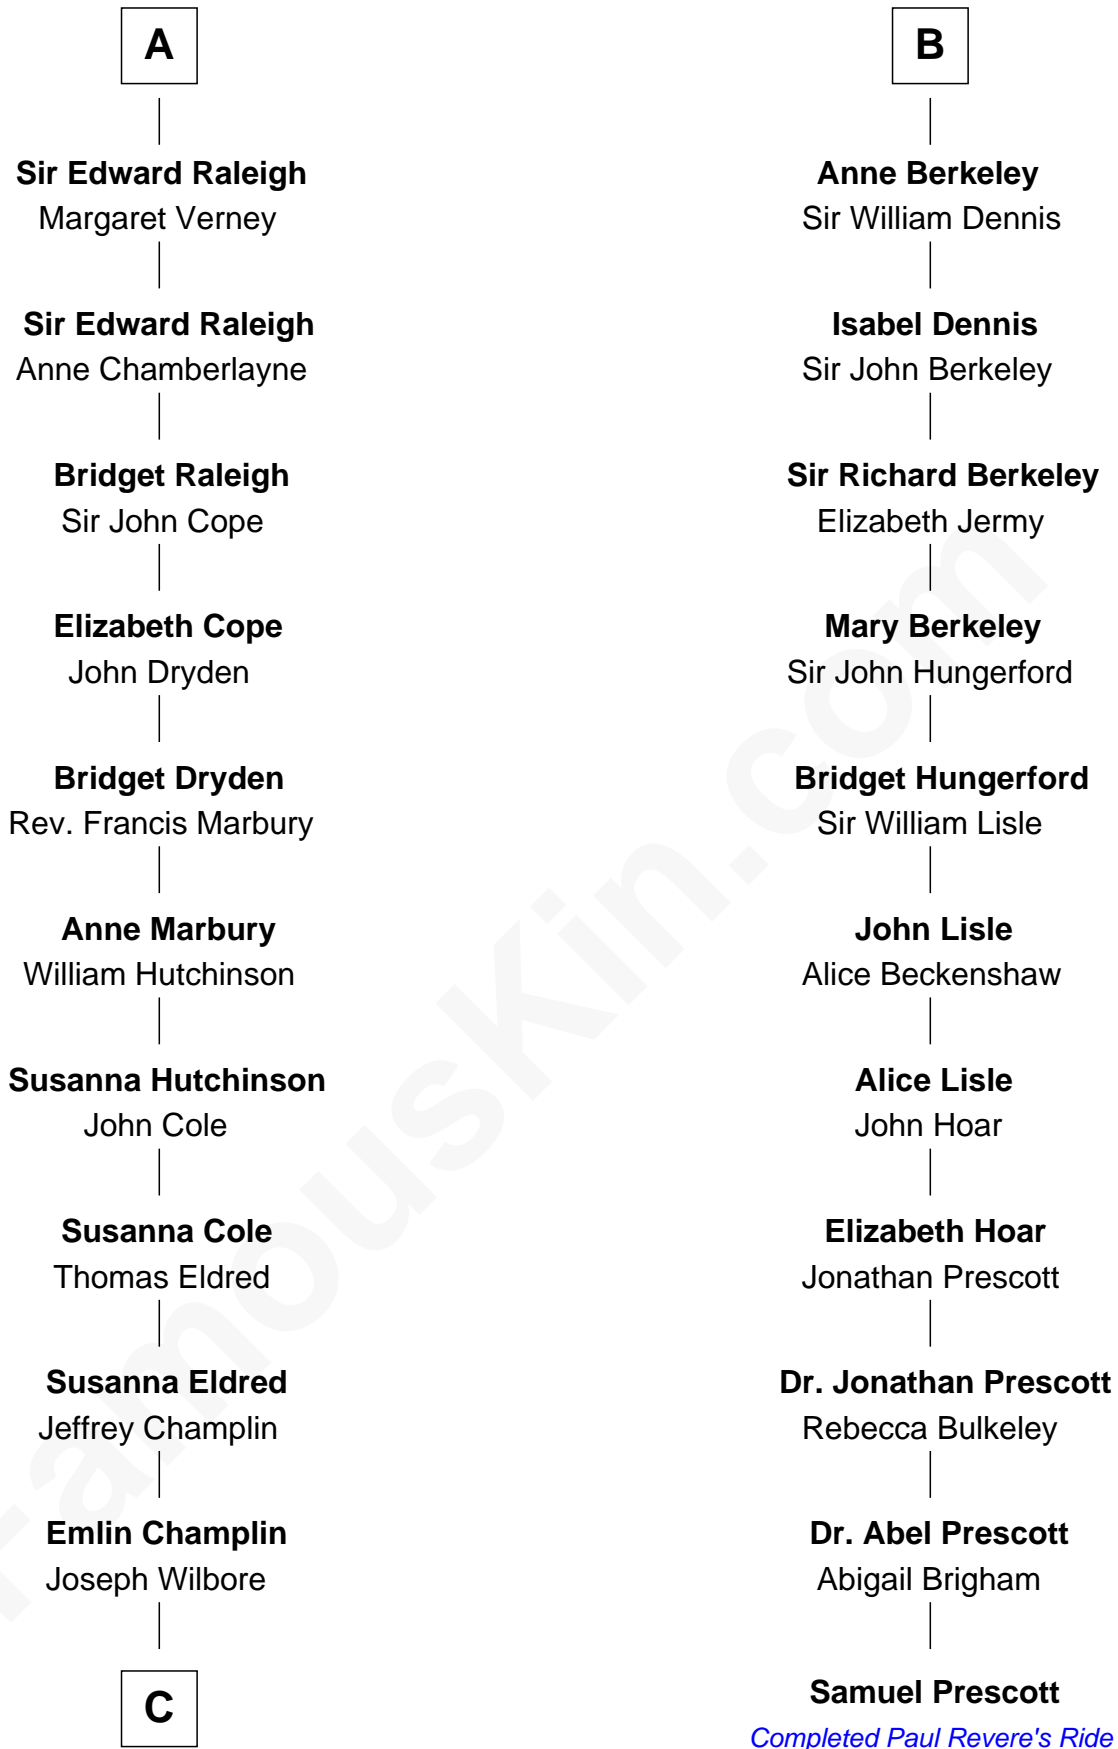 A
Sir Edward Raleigh
Margaret Verney
Sir Edward Raleigh
Anne Chamberlayne
Bridget Raleigh
Sir John Cope
Elizabeth Cope
John Dryden
Bridget Dryden
Rev. Francis Marbury
Anne Marbury
William Hutchinson
Susanna Hutchinson
John Cole
Susanna Cole
Thomas Eldred
Susanna Eldred
Jeffrey Champlin
Emlin Champlin
Joseph Wilbore
C
B
Anne Berkeley
Sir William Dennis
Isabel Dennis
Sir John Berkeley
Sir Richard Berkeley
Elizabeth Jermy
Mary Berkeley
Sir John Hungerford
Bridget Hungerford
Sir William Lisle
John Lisle
Alice Beckenshaw
Alice Lisle
John Hoar
Elizabeth Hoar
Jonathan Prescott
Dr. Jonathan Prescott
Rebecca Bulkeley
Dr. Abel Prescott
Abigail Brigham
Samuel Prescott
Completed Paul Revere's Ride
FamousKin.com